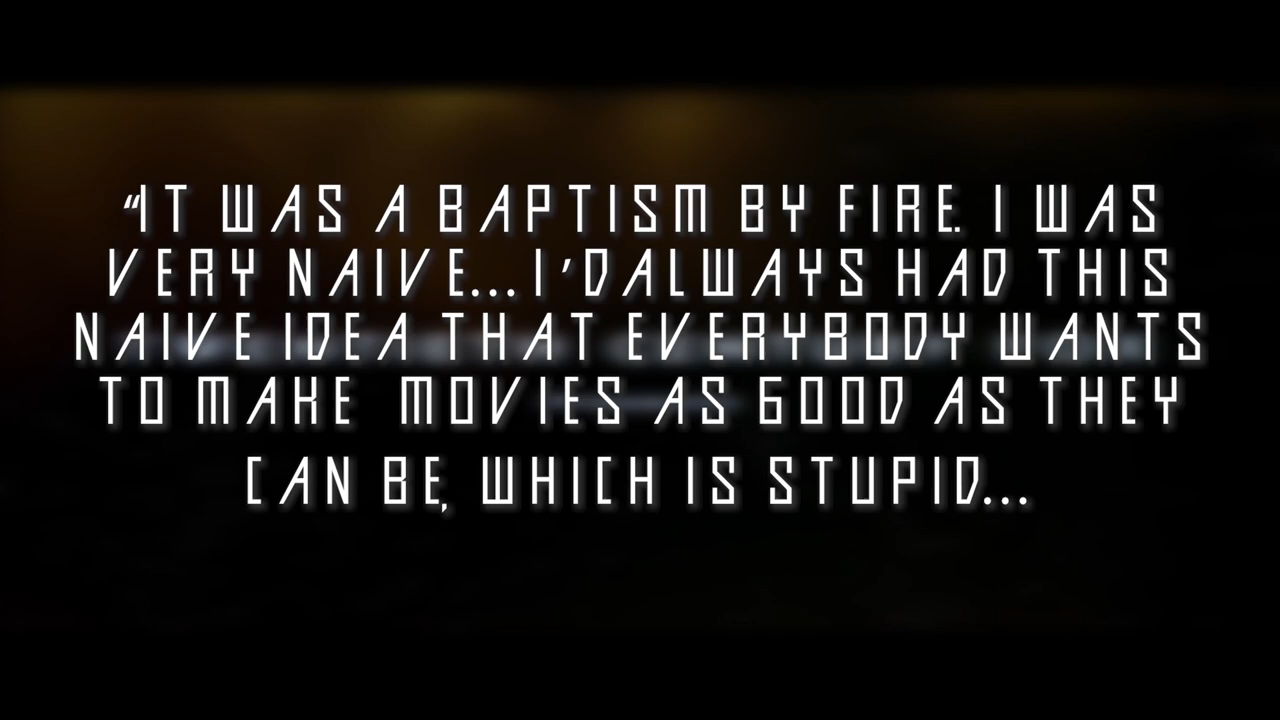 “IT WAS A BAPTISM BY FIRE. I WAS
VERY NAIVE...I'DALWAYS HAD THIS
NAIVE IDEA THAT EVERYBODY WANTS
TO MAKE MOVIES AS GOOD AS THEY
CAN BE, WHICH IS STUPID...